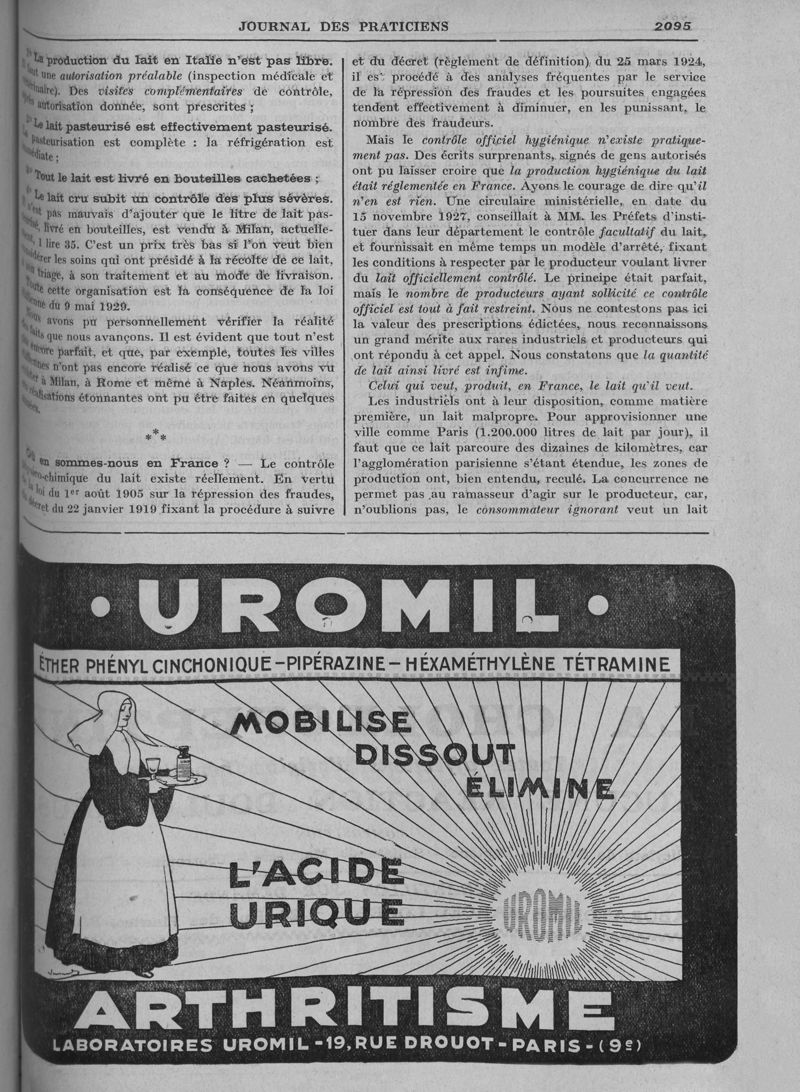 JOURNAL DES PRATICIENS
2095
La production du lait en Italie n'est pas libre.
une autorisation préalable (inspection médicale et
Des visites complémentaires de contrôle,
autorisation donnée, sont prescrites ;
Le lait pasteurisé est effectivement pasteurisé.
Pasteurisation est complète : la réfrigération est
Tout le lait est livré en bouteilles cachetées ;
Le lait cru subit un contrôle des plus sévères.
pas mauvais d'ajouter que le litre de lait pas-
livré en bouteilles, est vendu à Milan, actuelle-
1 lire 35. C'est un prix très bas si l'on veut bien
les soins qui ont présidé à la récolte de ce lait,
triage, à son traitement et au mode de livraison.
cette organisation est la conséquence de la loi
du 9 mai 1929.
avons pu personnellement vérifier la réalité
que nous avançons. Il est évident que tout n'est
parfait, et que, par exemple, toutes les villes
n'ont pas encore réalisé ce que nous avons vu
à Milan, à Rome et même à Naples. Néanmoins,
étonnantes ont pu être faites en quelques
***
en sommes-nous en France ? — Le contrôle
-chimique du lait existe réellement. En vertu
loi du 1er août 1905 sur la répression des fraudes,
du 22 janvier 1919 fixant la procédure à suivre
et du décret (règlement de définition) du 25 mars 1924,
il est procédé à des analyses fréquentes par le service
de la répression des fraudes et les poursuites engagées
tendent effectivement à diminuer, en les punissant, le
nombre des fraudeurs.
Mais le contrôle officiel hygiénique n'existe pratique-
ment pas. Des écrits surprenants, signés de gens autorisés
ont pu laisser croire que la production hygiénique du lait
était réglementée en France. Ayons le courage de dire qu'il
n'en est rien. Une circulaire ministérielle, en date du
15 novembre 1927, conseillait à MM. les Préfets d'insti-
tuer dans leur département le contrôle facultatif du lait,
et fournissait en même temps un modèle d'arrêté, fixant
les conditions à respecter par le producteur voulant livrer
du lait officiellement contrôlé. Le principe était parfait,
mais le nombre de producteurs ayant sollicité ce contrôle
officiel est tout à fait restreint. Nous ne contestons pas ici
la valeur des prescriptions édictées, nous reconnaissons
un grand mérite aux rares industriels et producteurs qui
ont répondu à cet appel. Nous constatons que la quantité
de lait ainsi livré est infime.
Celui qui veut, produit, en France, le lait qu'il veut.
Les industriels ont à leur disposition, comme matière
première, un lait malpropre. Pour approvisionner une
ville comme Paris (1.200.000 litres de lait par jour), il
faut que ce lait parcoure des dizaines de kilomètres, car
l'agglomération parisienne s'étant étendue, les zones de
production ont, bien entendu, reculé. La concurrence ne
permet pas au ramasseur d'agir sur le producteur, car,
n'oublions pas, le consommateur ignorant veut un lait
• UROMIL •
ÉTHER PHÉNYL CINCHONIQUE - PIPÉRAZINE - HÉXAMÉTHYLÈNE TÉTRAMINE
MOBILISE
DISSOUT
ÉLIMINE
L'ACIDE
URIQUE
UROMIL
ARTHRITISME
LABORATOIRES UROMIL - 19, RUE DROUOT - PARIS - (9e)